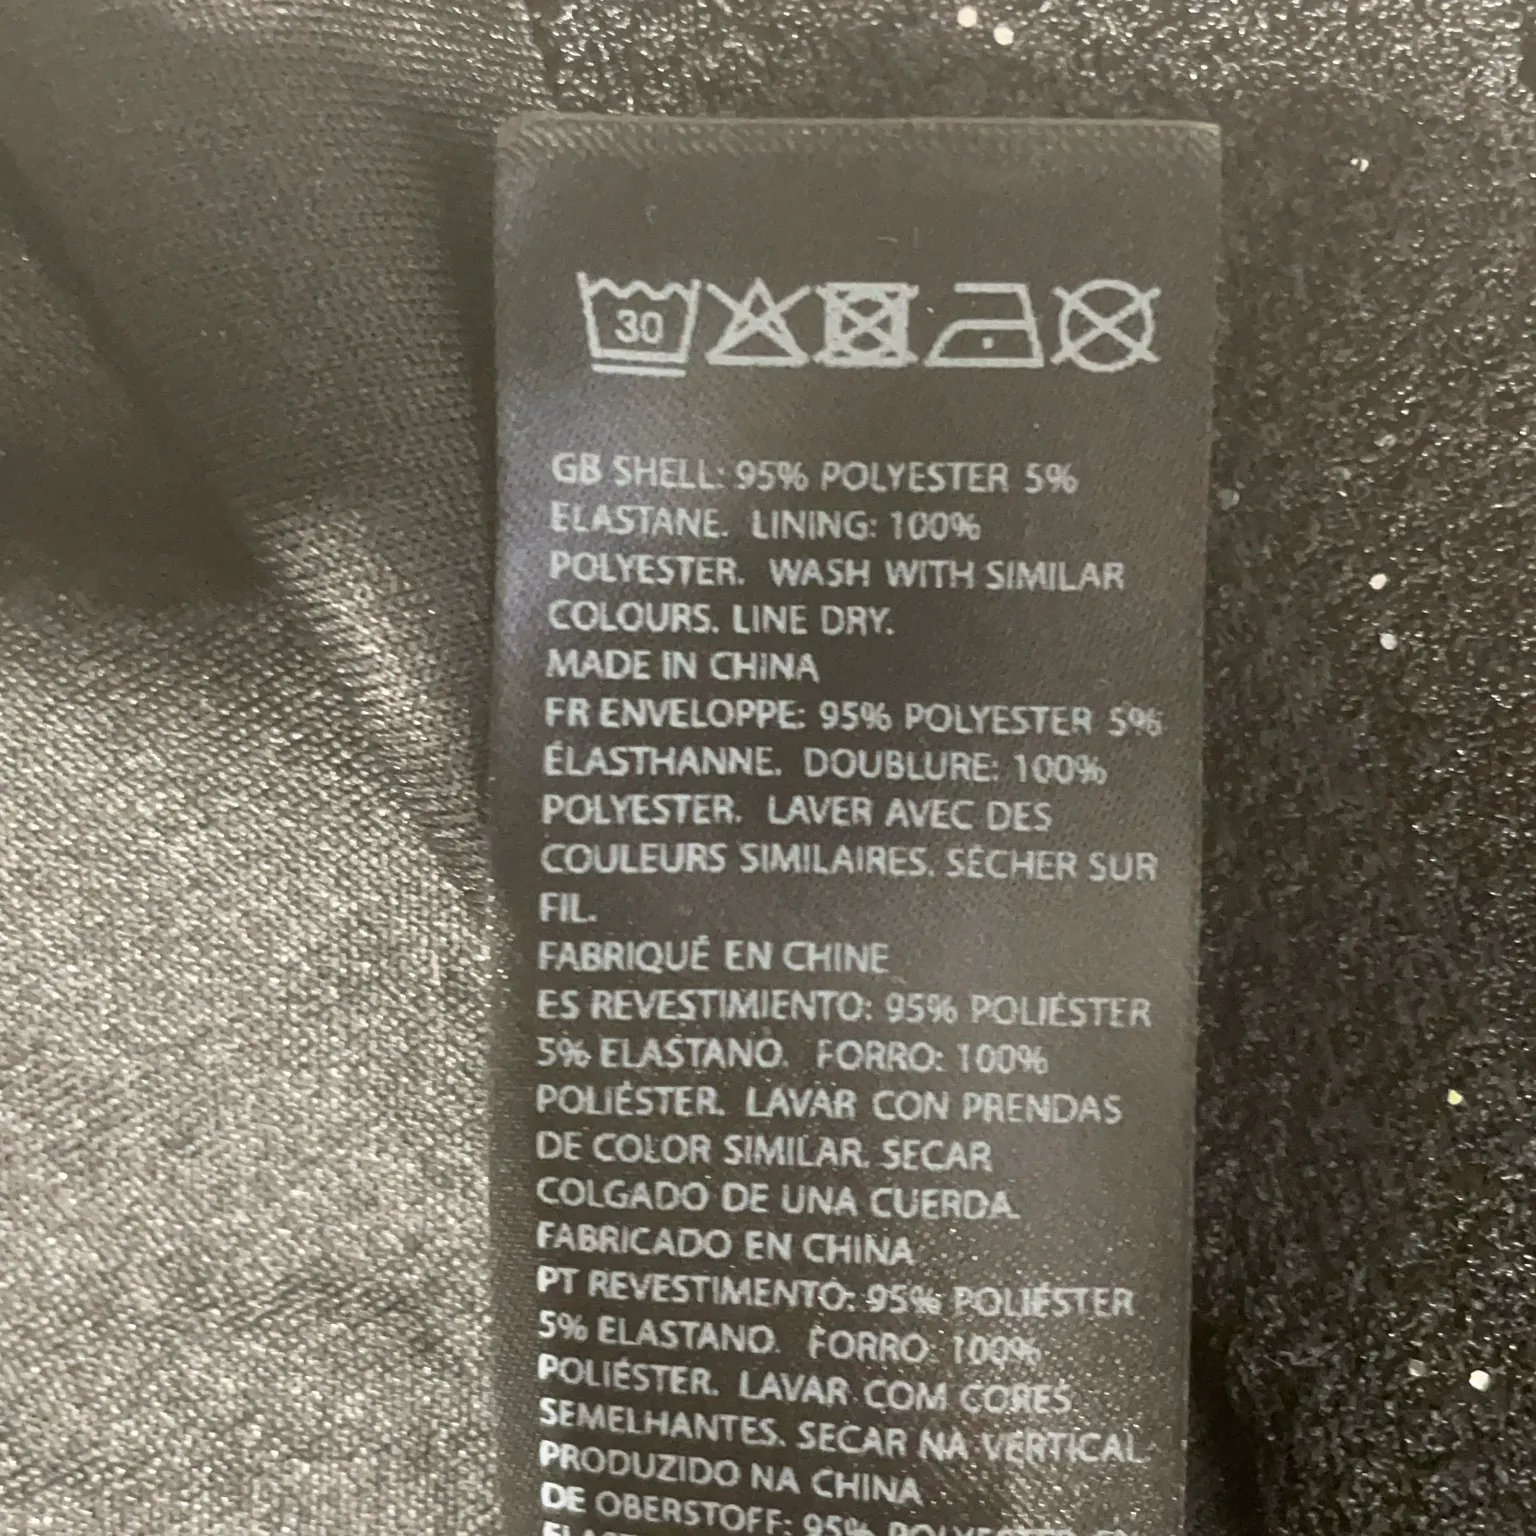 30
GB SHELL: 95% POLYESTER 5%
ELASTANE. LINING: 100%
POLYESTER. WASH WITH SIMILAR
COLOURS. LINE DRY.
MADE IN CHINA
FR ENVELOPPE: 95% POLYESTER 5%
ÉLASTHANNE. DOUBLURE: 100%
POLYESTER. LAVER AVEC DES
COULEURS SIMILAIRES. SÉCHER SUR
FIL.
FABRIQUÉ EN CHINE
ES REVESTIMIENTO: 95% POLIÉSTER
5% ELASTANO. FORRO: 100%
POLIÉSTER. LAVAR CON PRENDAS
DE COLOR SIMILAR. SECAR
COLGADO DE UNA CUERDA.
FABRICADO EN CHINA
PT REVESTIMENTO: 95% POLIÉSTER
5% ELASTANO. FORRO: 100%
POLIÉSTER. LAVAR COM CORES
SEMELHANTES. SECAR NA VERTICAL
PRODUZIDO NA CHINA
DE OBERSTOFF: 95% POLYESTER 5%